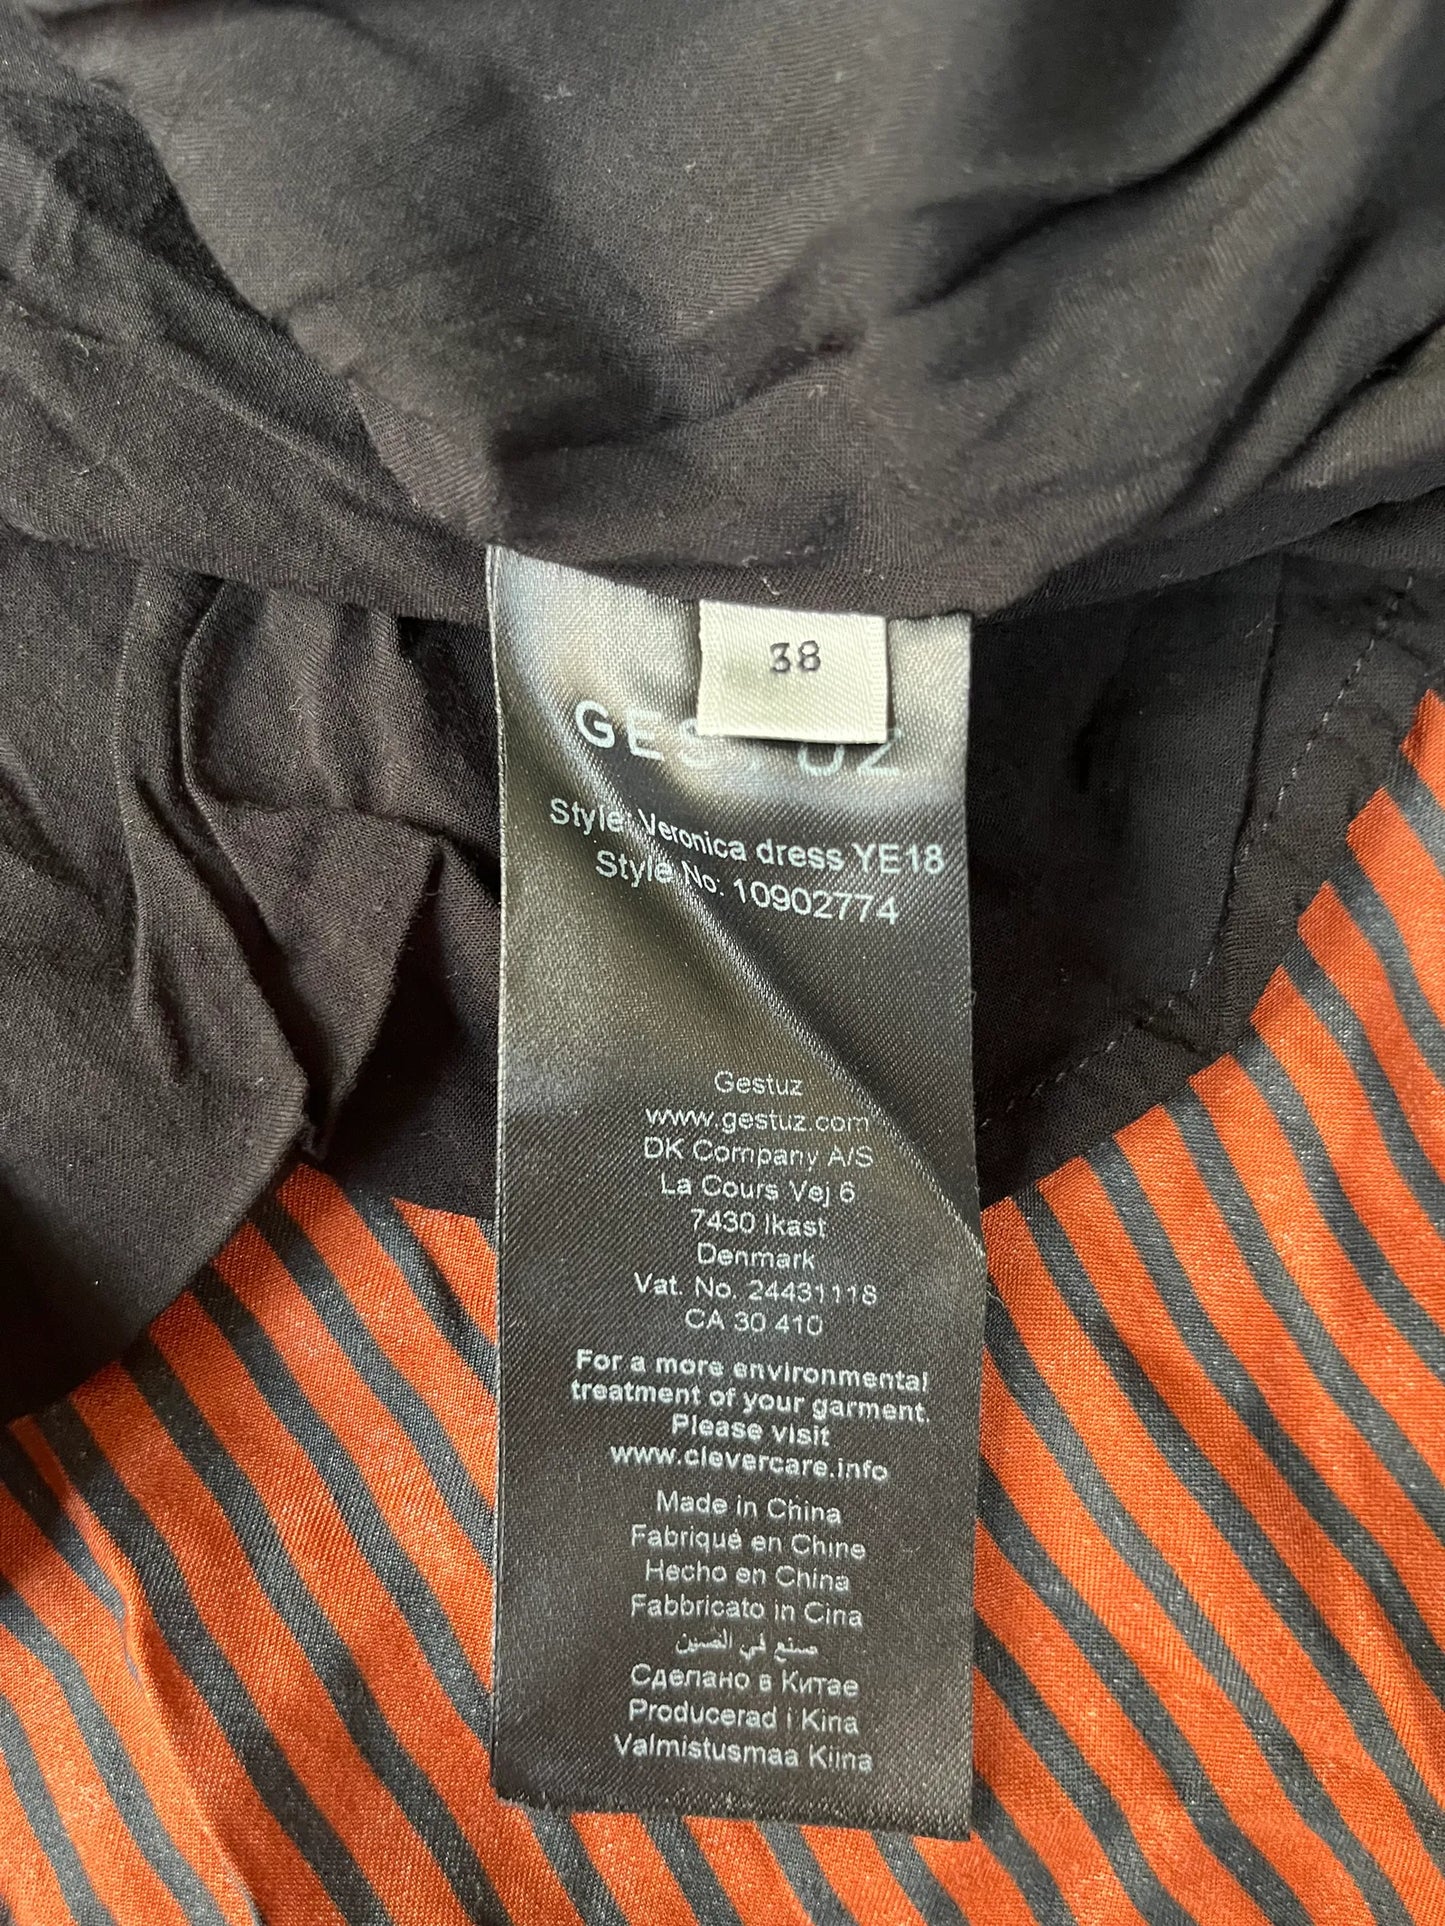 38
GESTUZ
Style: Veronica dress YE18
Style No: 10902774
Gestuz
www.gestuz.com
DK Company A/S
La Cours Vej 6
7430 Ikast
Denmark
Vat. No. 24431118
CA 30 410
For a more environmental
treatment of your garment.
Please visit
www.clevercare.info
Made in China
Fabriqué en Chine
Hecho en China
Fabbricato in Cina
صنع في الصين
Сделано в Китае
Producerad i Kina
Valmistusmaa Kiina